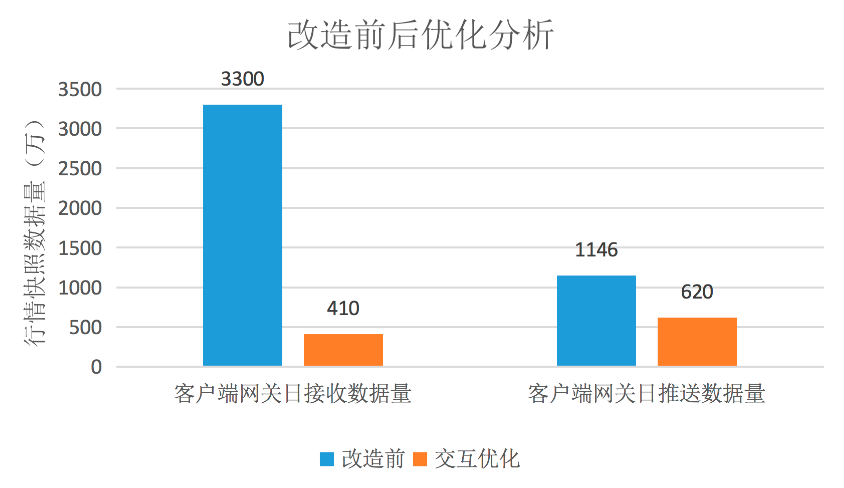 改造前后优化分析
行情快照数据量（万）
3500
3000
2500
2000
1500
1000
500
0
3300
410
1146
620
客户端网关日接收数据量
客户端网关日推送数据量
改造前
交互优化